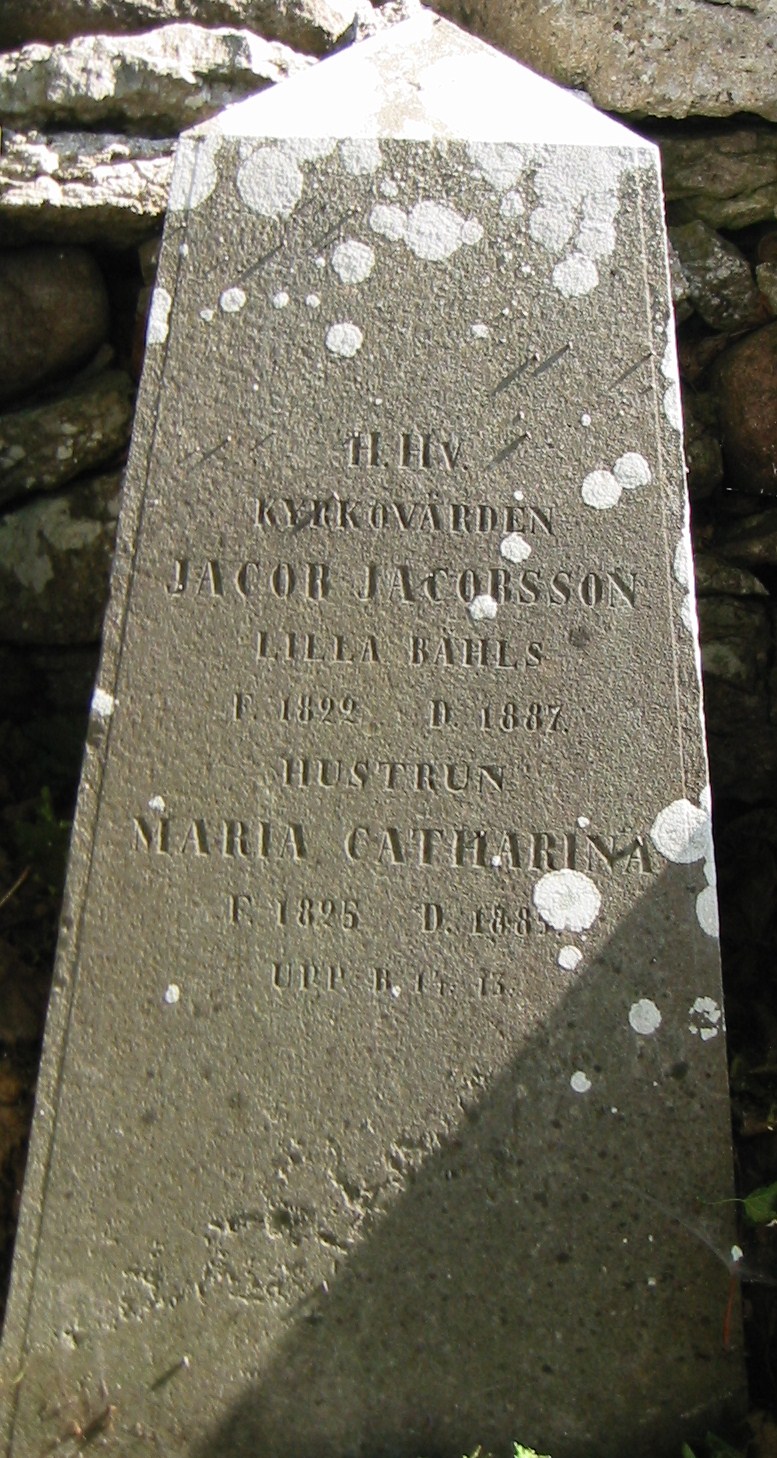 H. HV.
KYRKOVÄRDEN
JACOB JACOBSSON
LILLA BÄHLS
F. 1822 D. 1887.
HUSTRUN
MARIA CATHARINA
F. 1825 D.
UPP. B. 14. 13.